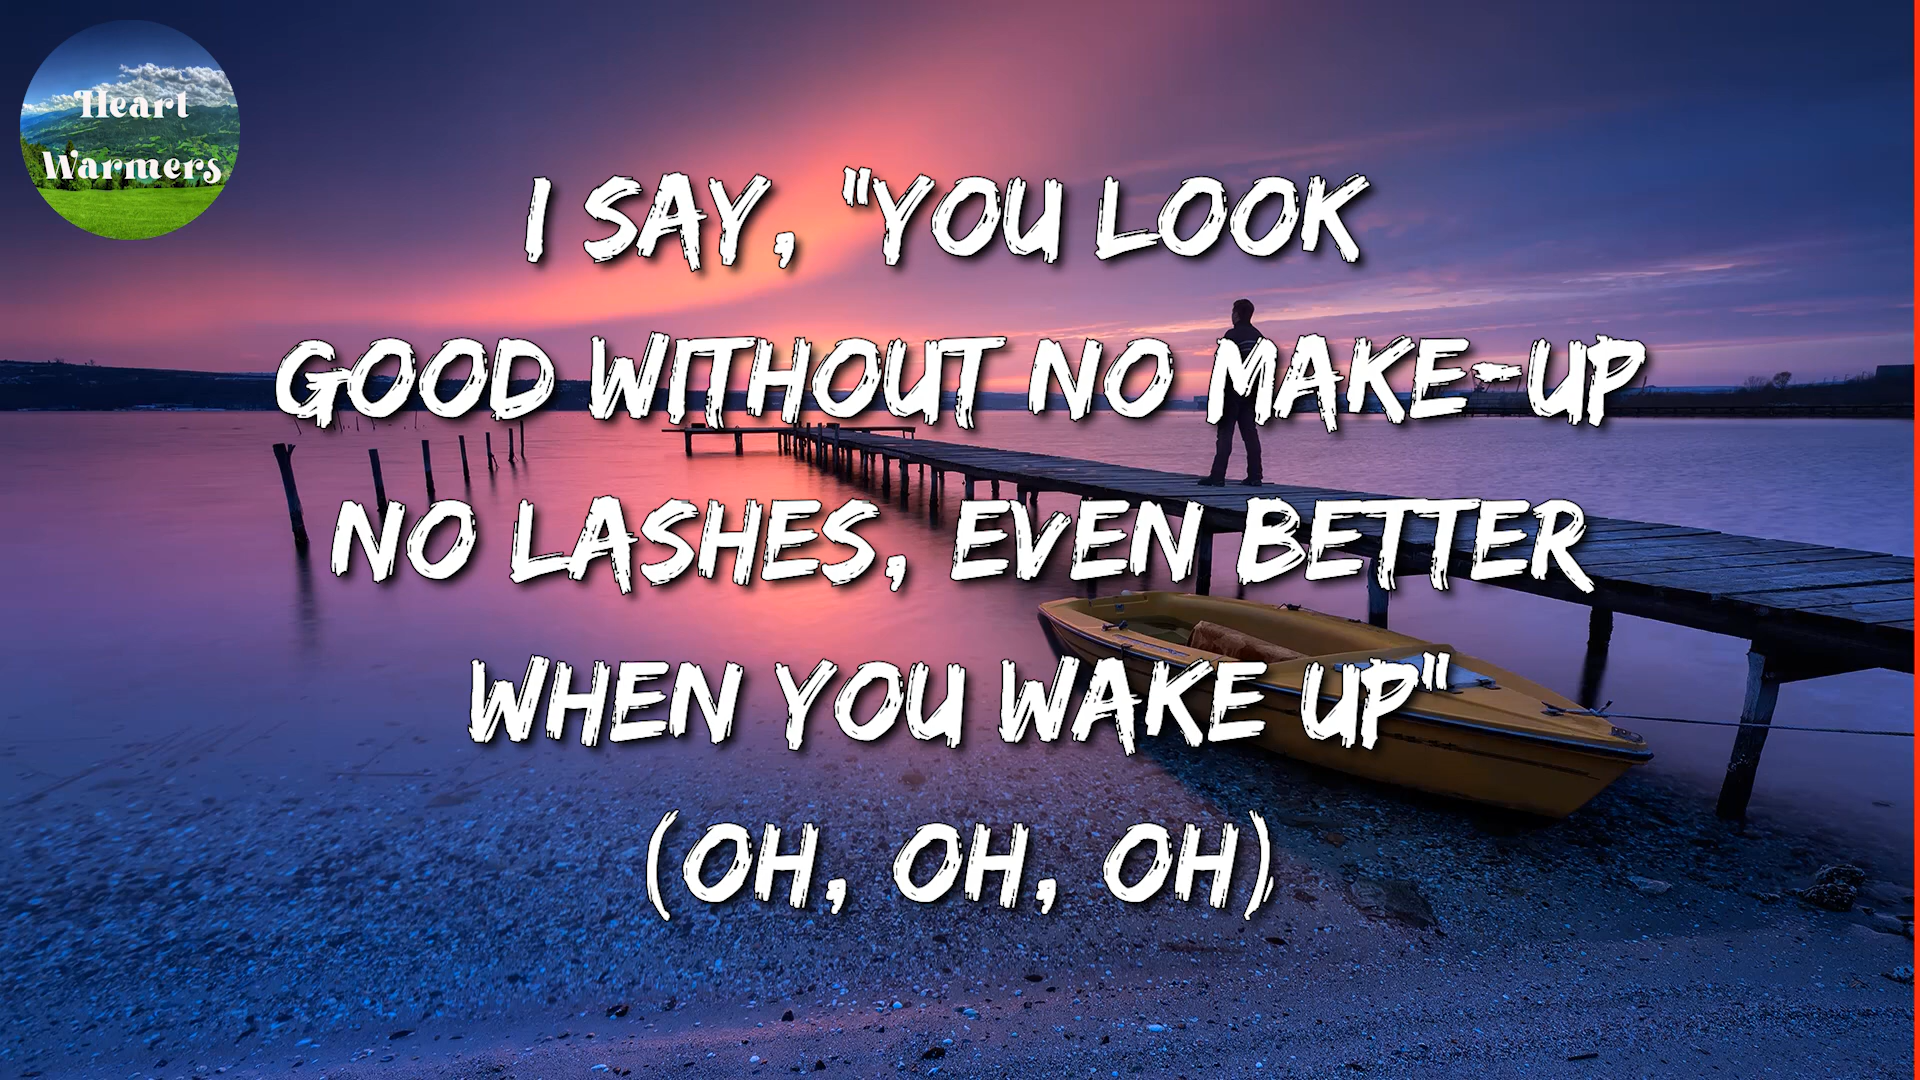 Heart
Warmers
I SAY, "YOU LOOK
GOOD WITHOUT NO MAKE-UP
NO LASHES, EVEN BETTER
WHEN YOU WAKE UP"
(OH, OH, OH)